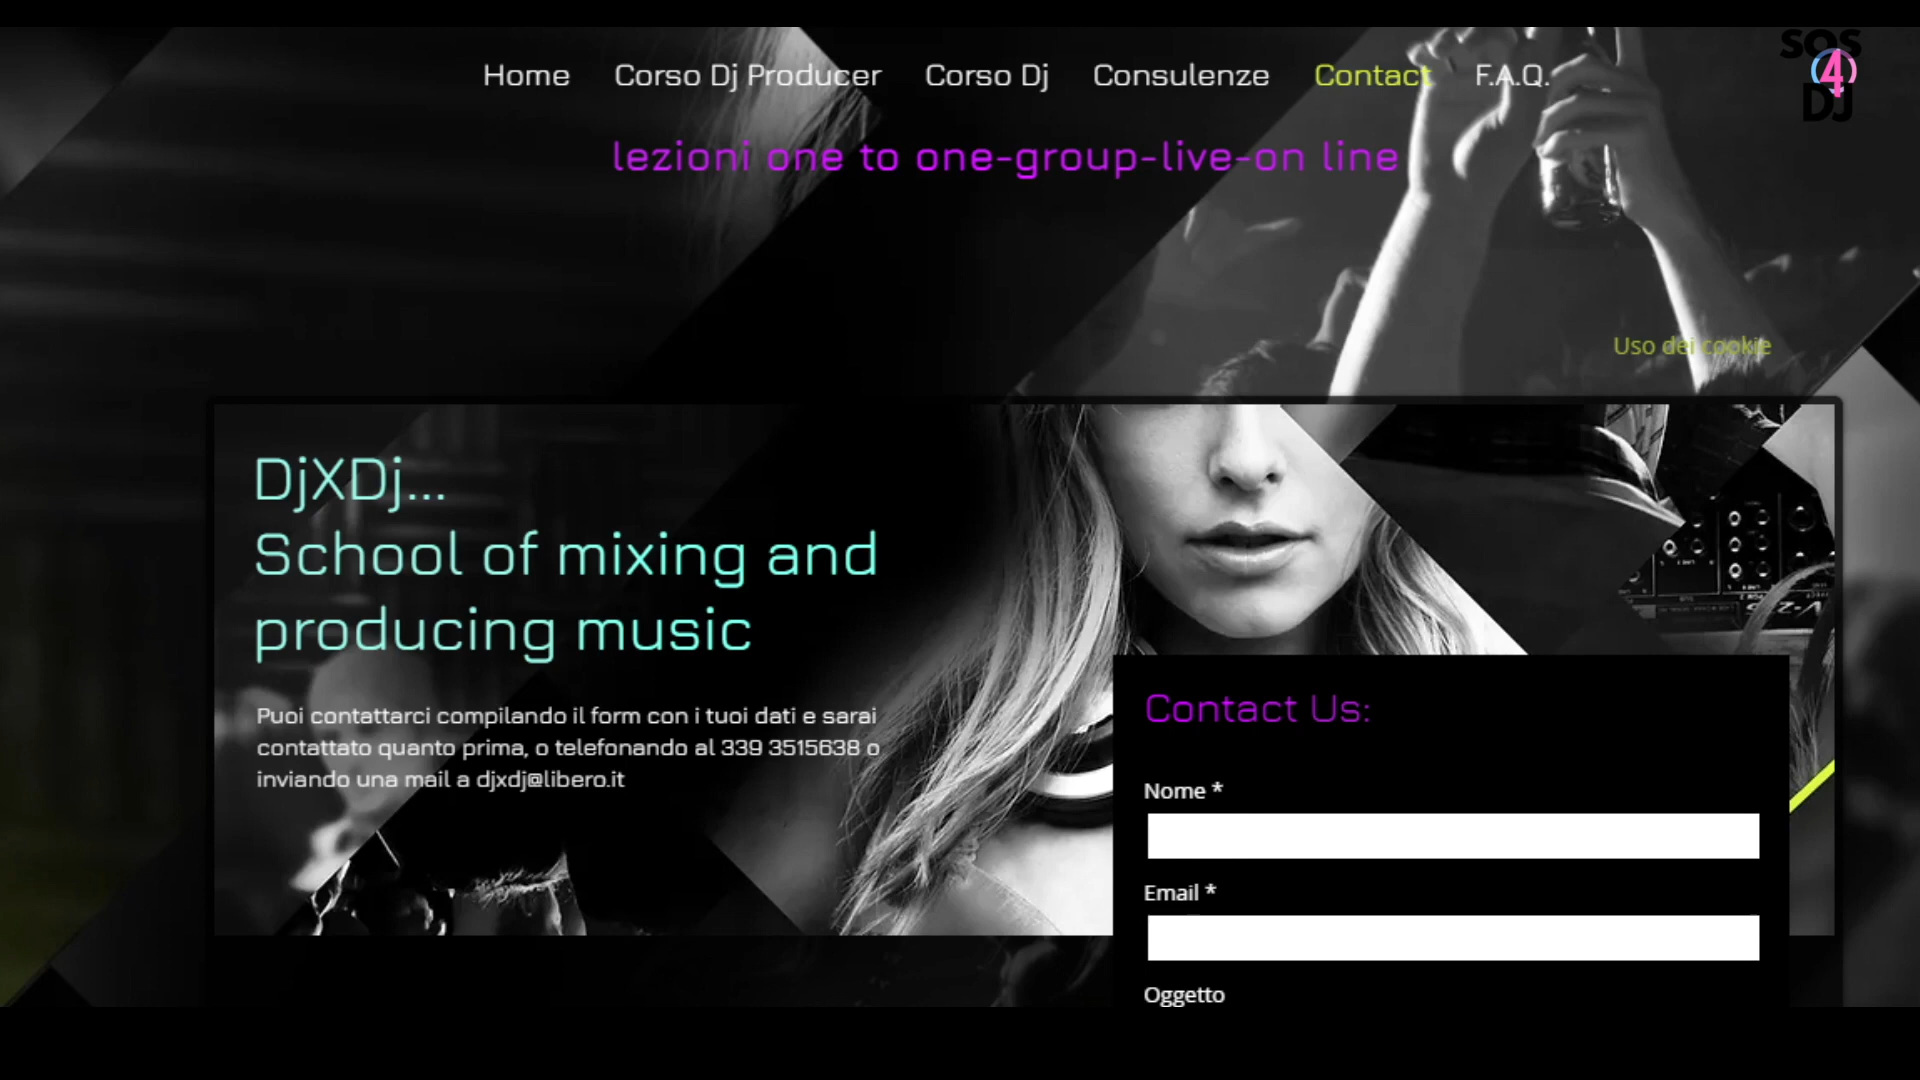 SOS
4
DJ
Home Corso Dj Producer Corso Dj Consulenze Contact F.A.Q.
lezioni one to one-group-live-on line
Uso dei cookie
DjXDj...
School of mixing and
producing music
Puoi contattarci compilando il form con i tuoi dati e sarai
contattato quanto prima, o telefonando al 339 3515638 o
inviando una mail a djxdj@libero.it
Contact Us:
Nome *
Email *
Oggetto